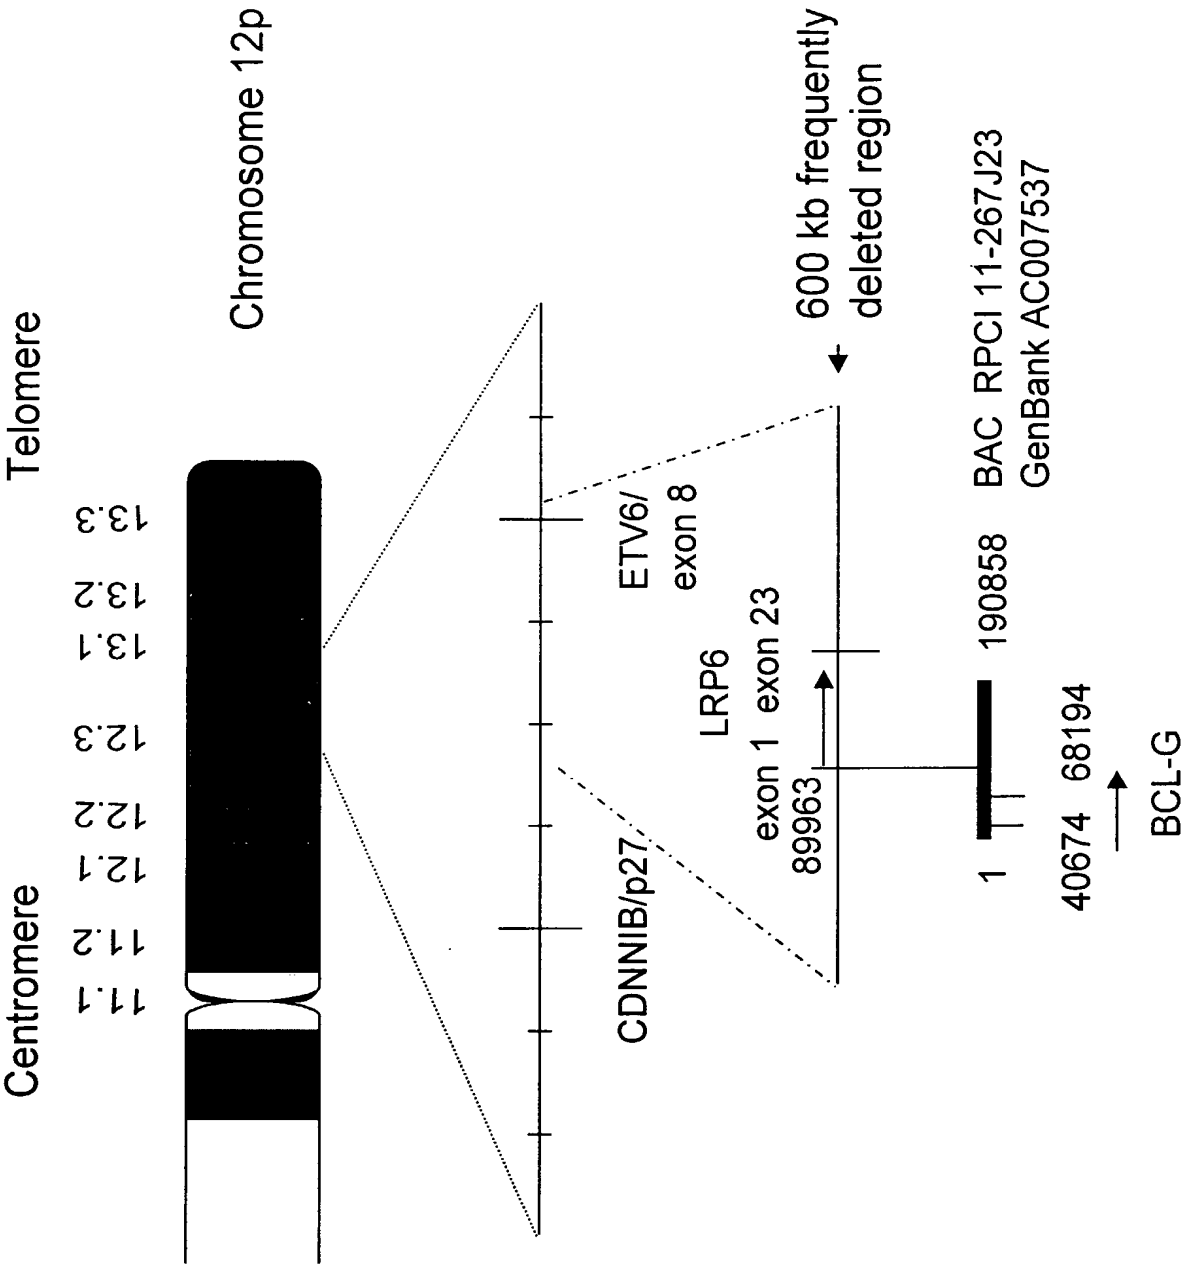 Centromere
Telomere
11.1
11.2
12.1
12.2
12.3
13.1
13.2
13.3
Chromosome 12p
CDNNIB/p27
ETV6/
exon 8
LRP6
exon 1 exon 23
89963
600 kb frequently
deleted region
1
190858
BAC RPCI 11-267J23
GenBank AC007537
40674 68194
BCL-G